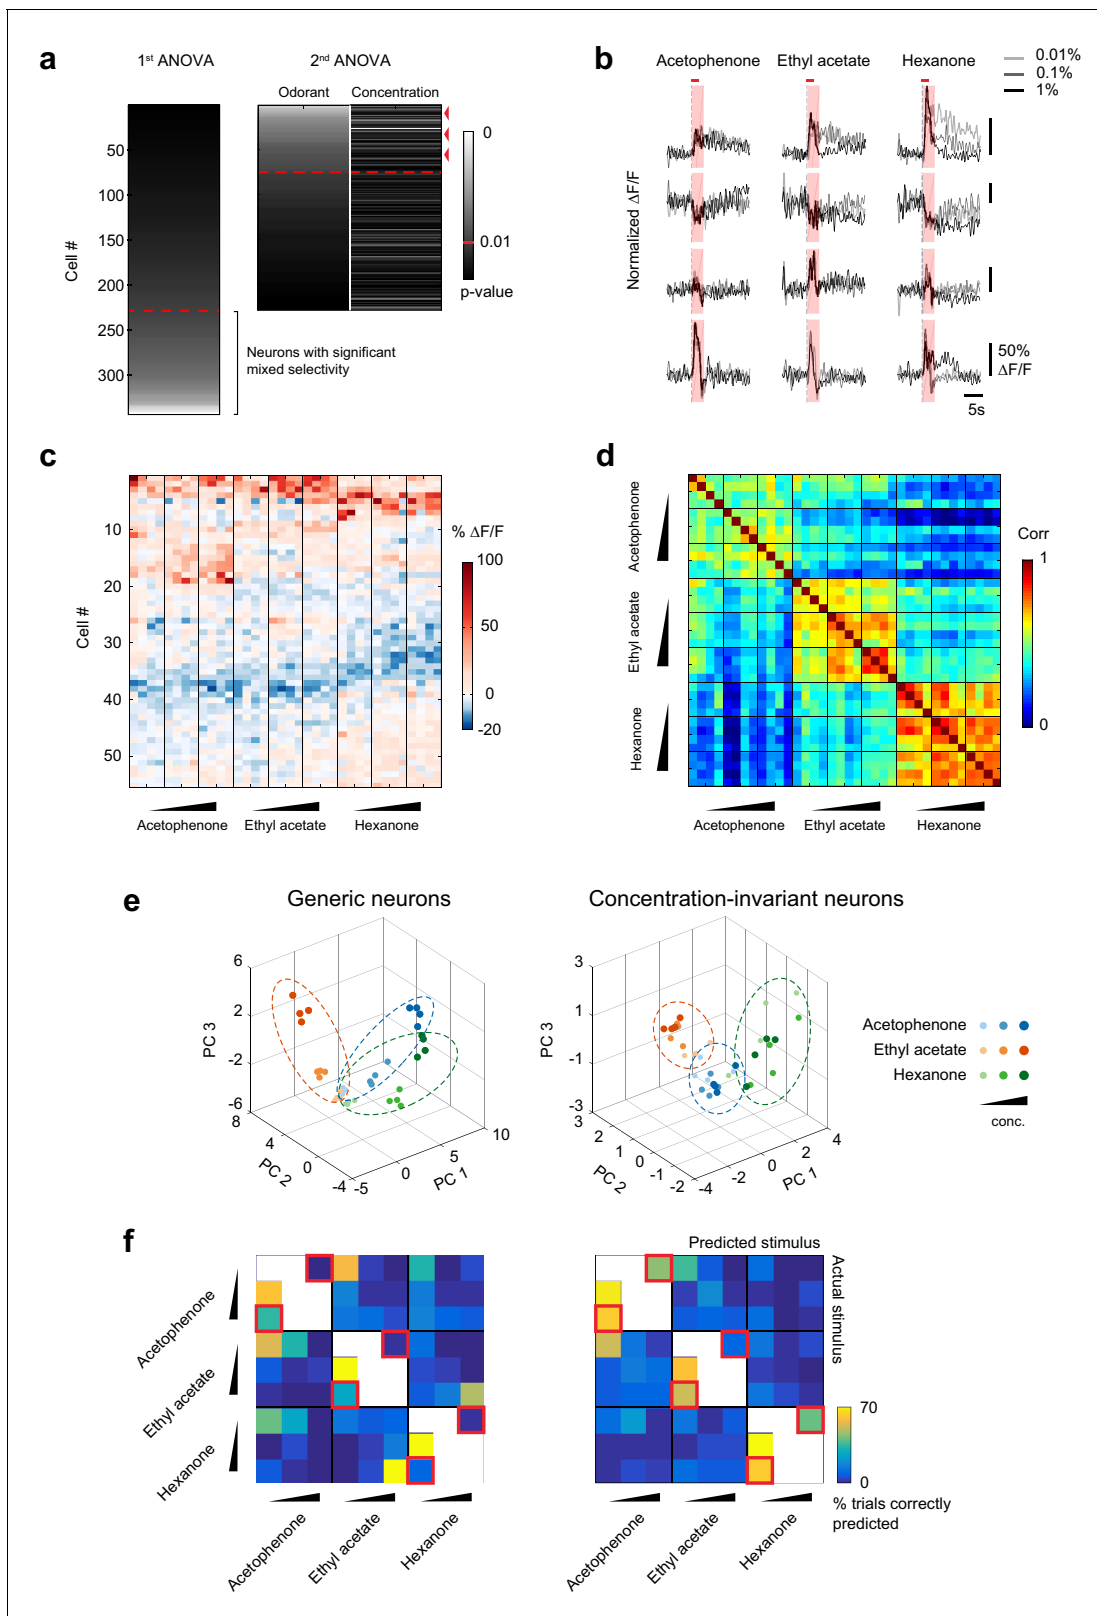 a
1st ANOVA
2nd ANOVA
Odorant
Concentration
50
100
150
200
250
300
Cell #
0
0.01
p-value
Neurons with significant
mixed selectivity
b
Acetophenone
Ethyl acetate
Hexanone
0.01%
0.1%
1%
Normalized ΔF/F
50%
ΔF/F
5s
c
10
20
30
40
50
Cell #
% ΔF/F
100
50
0
-20
Acetophenone
Ethyl acetate
Hexanone
d
Acetophenone
Ethyl acetate
Hexanone
Corr
1
0
Acetophenone
Ethyl acetate
Hexanone
e
Generic neurons
6
2
-2
-6
PC 3
8
4
0
-4
PC 2
-5
0
5
10
PC 1
Concentration-invariant neurons
3
1
-1
-3
PC 3
3
2
1
0
-1
-2
PC 2
-4
-2
0
2
4
PC 1
Acetophenone
Ethyl acetate
Hexanone
conc.
f
Acetophenone
Ethyl acetate
Hexanone
Acetophenone
Ethyl acetate
Hexanone
Predicted stimulus
Actual stimulus
70
0
% trials correctly
predicted
Acetophenone
Ethyl acetate
Hexanone